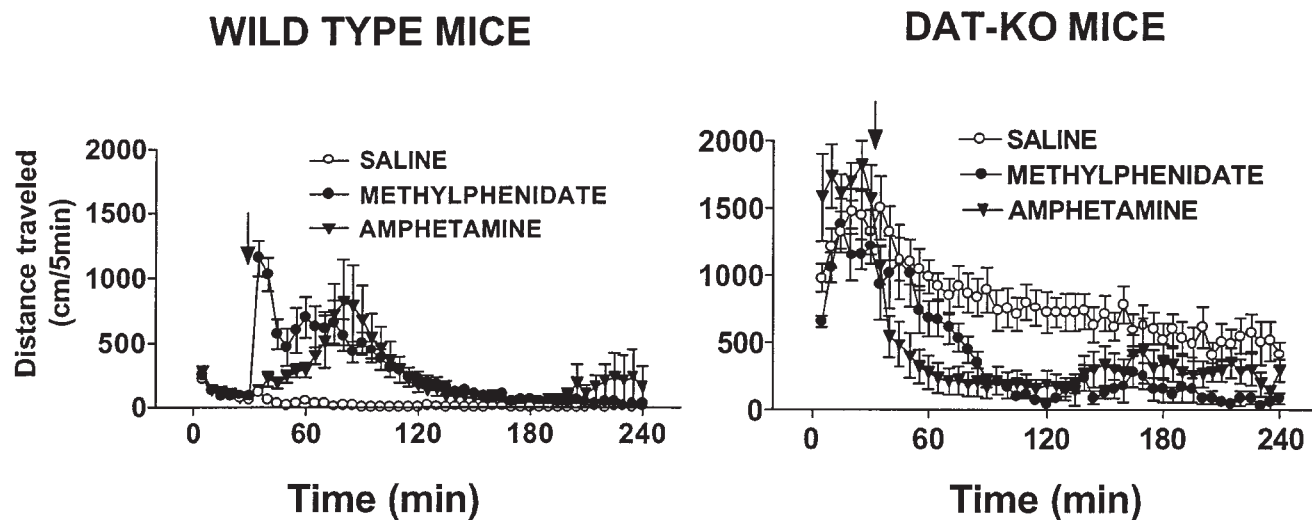 WILD TYPE MICE
2000
1500
1000
500
0
Distance traveled
(cm/5min)
SALINE
METHYLPHENIDATE
AMPHETAMINE
0 60 120 180 240
Time (min)
DAT-KO MICE
2000
1500
1000
500
0
SALINE
METHYLPHENIDATE
AMPHETAMINE
0 60 120 180 240
Time (min)